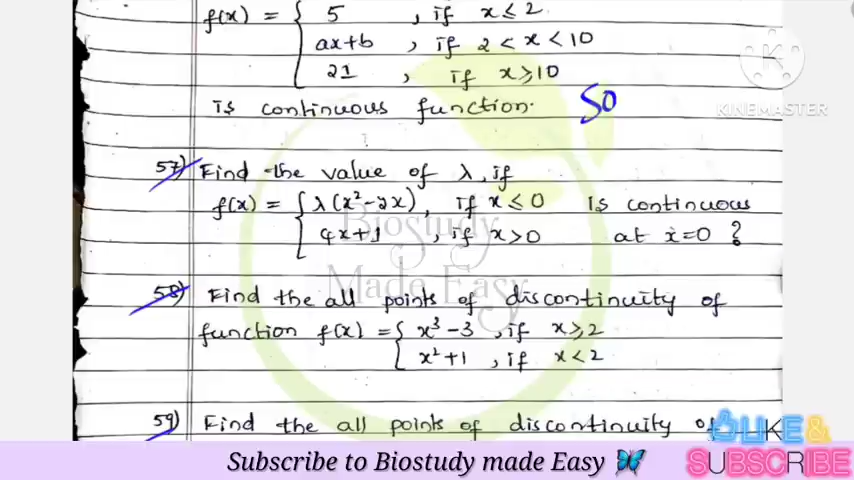 f(x) = { 5 , if x ≤ 2
ax+b , if 2 < x < 10
21 , if x ≥ 10
is continuous function. So
KINEMASTER
57) Find the value of λ, if
f(x) = { λ(x²-2x), if x ≤ 0 is continuous
4x+1 , if x > 0 at x=0 ?
Biostudy
Made Easy
58) Find the all points of discontinuity of
function f(x) = { x³-3 , if x ≥ 2
x²+1 , if x < 2
59) Find the all points of discontinuity of
LIKE &
SUBSCRIBE
Subscribe to Biostudy made Easy 🦋